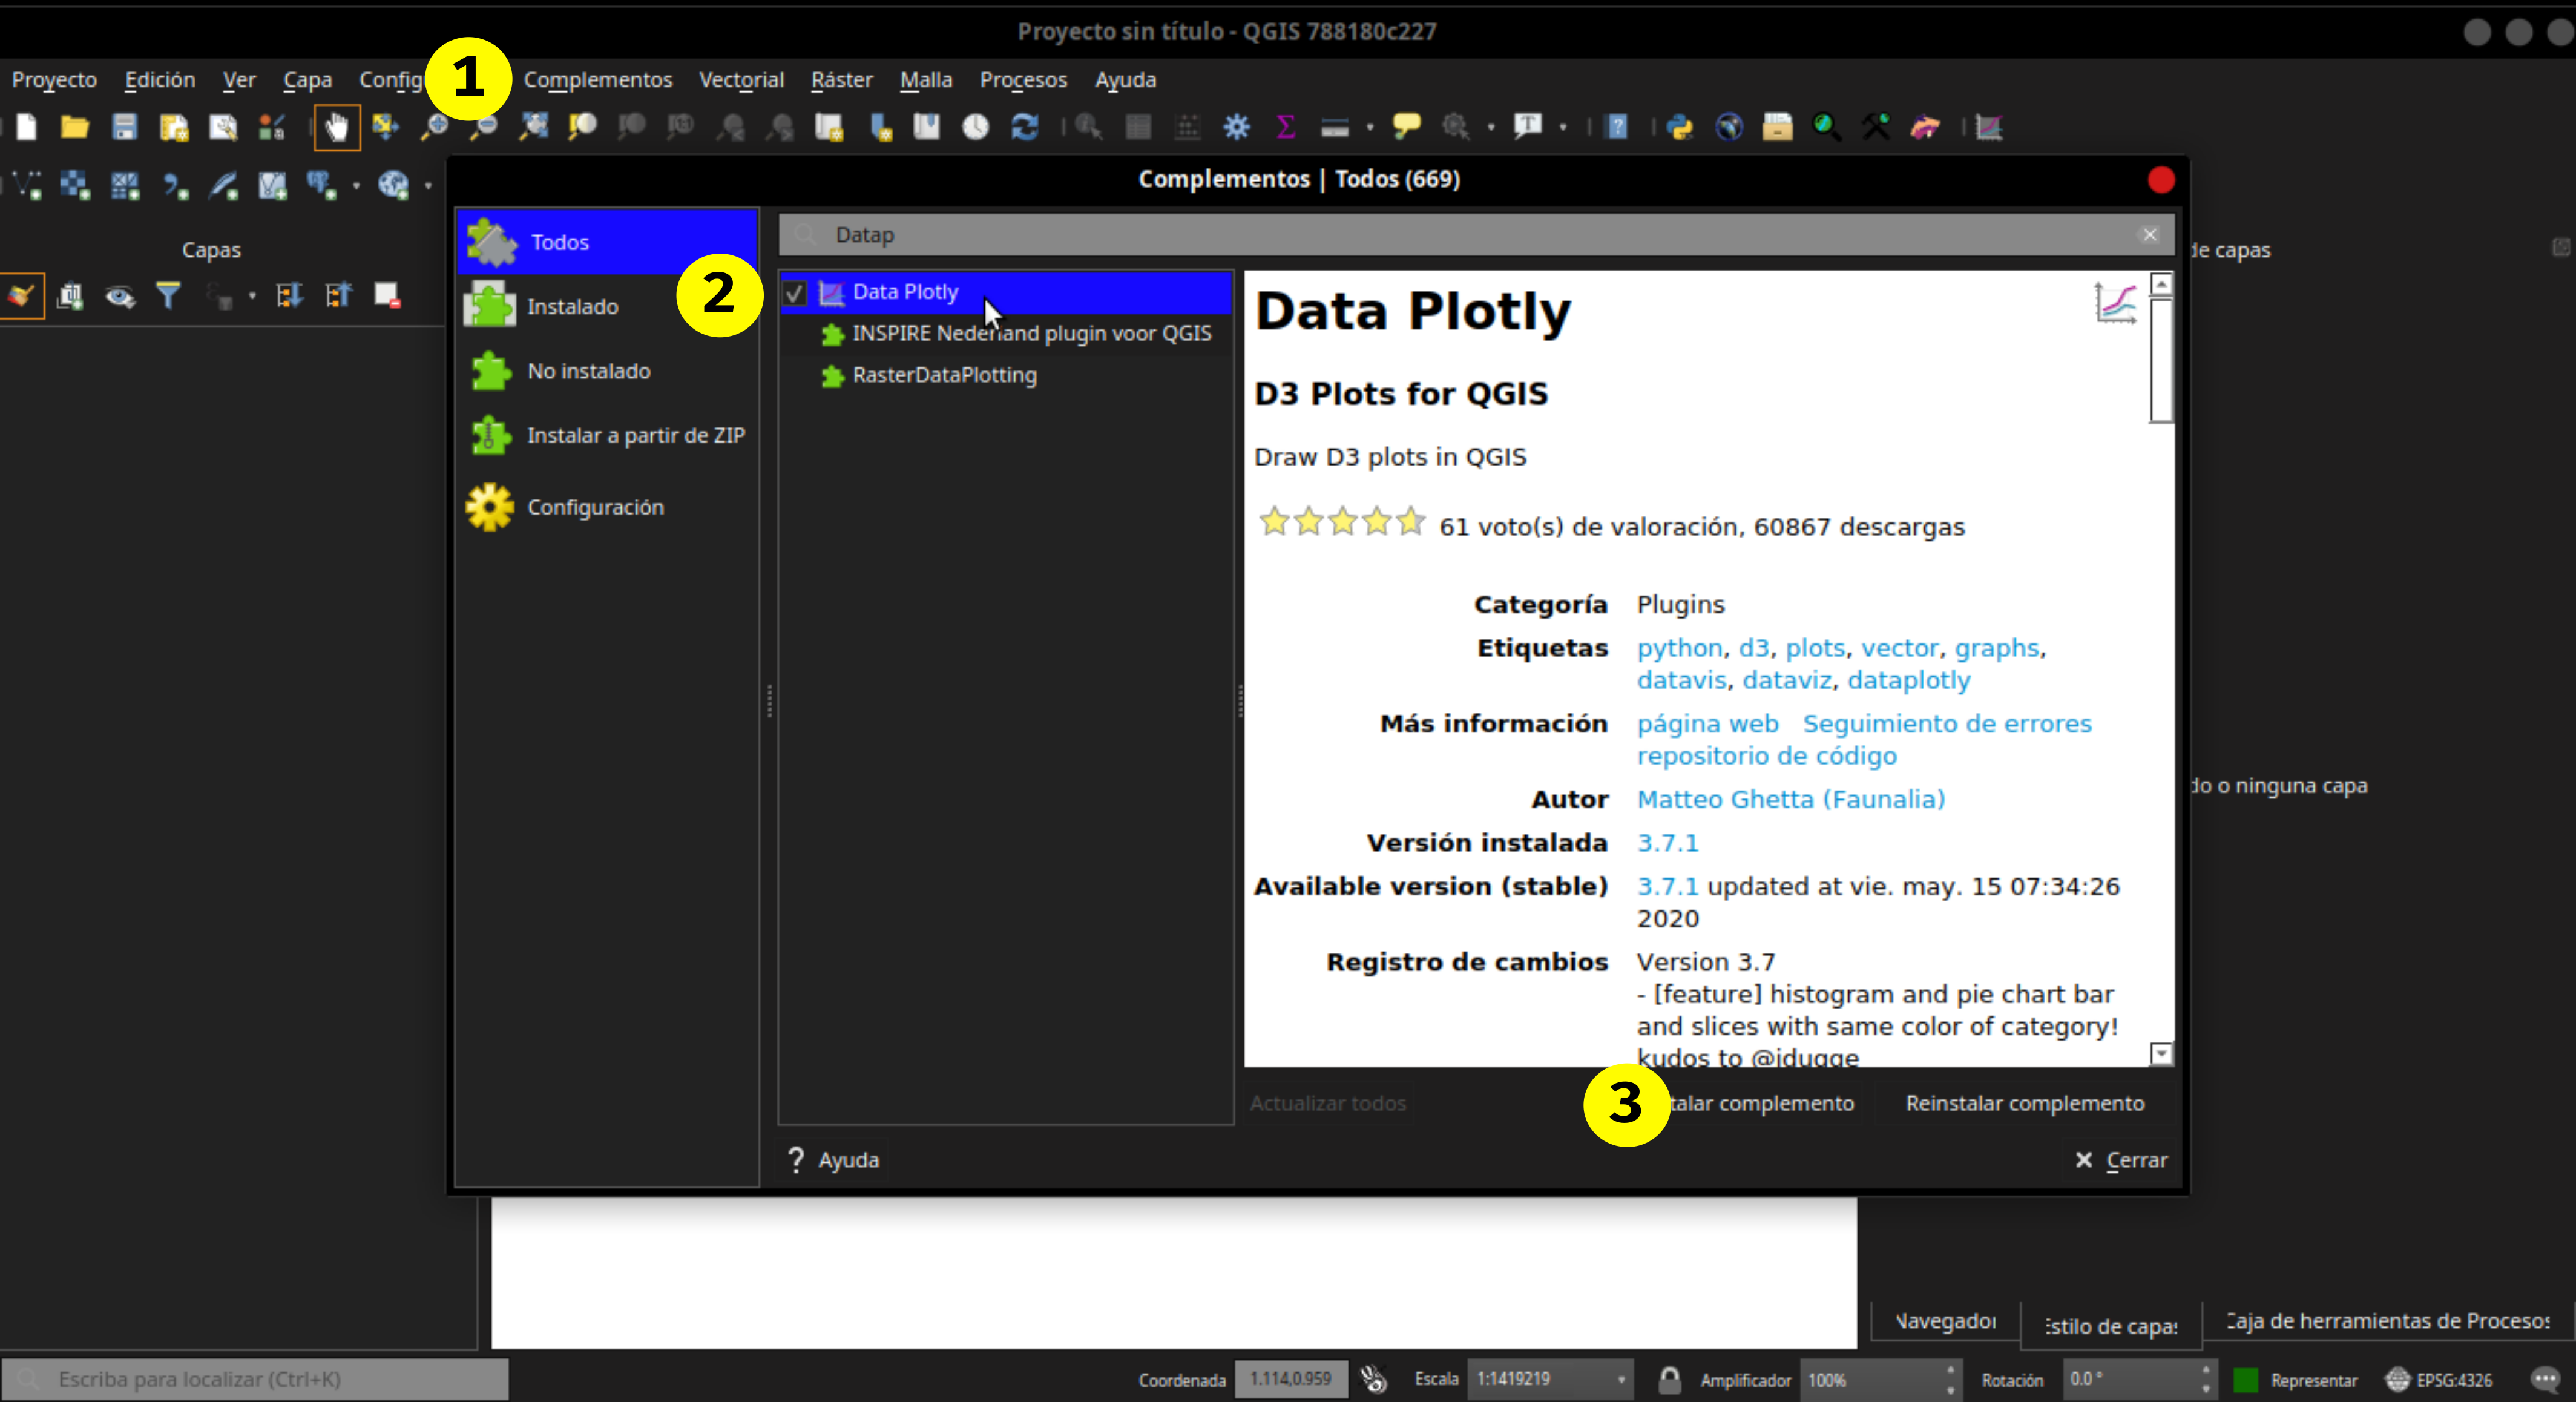 Proyecto sin título - QGIS 788180c227
Proyecto Edición Ver Capa Config 1 Complementos Vectorial Ráster Malla Procesos Ayuda
Complementos | Todos (669)
Capas
de capas
Todos
Instalado
No instalado
Instalar a partir de ZIP
Configuración
2
Datap
Data Plotly
INSPIRE Nederland plugin voor QGIS
RasterDataPlotting
Data Plotly
D3 Plots for QGIS
Draw D3 plots in QGIS
61 voto(s) de valoración, 60867 descargas
Categoría Plugins
Etiquetas python, d3, plots, vector, graphs,
datavis, dataviz, dataplotly
Más información página web Seguimiento de errores
repositorio de código
Autor Matteo Ghetta (Faunalia)
Versión instalada 3.7.1
Available version (stable) 3.7.1 updated at vie. may. 15 07:34:26
2020
Registro de cambios Version 3.7
- [feature] histogram and pie chart bar
and slices with same color of category!
kudos to @jdugge
do o ninguna capa
Actualizar todos 3 talar complemento Reinstalar complemento
? Ayuda
Cerrar
Navegador Estilo de capas Caja de herramientas de Procesos
Escriba para localizar (Ctrl+K)
Coordenada 1.114,0.959 Escala 1:1419219 Amplificador 100% Rotación 0.0 ° Representar EPSG:4326